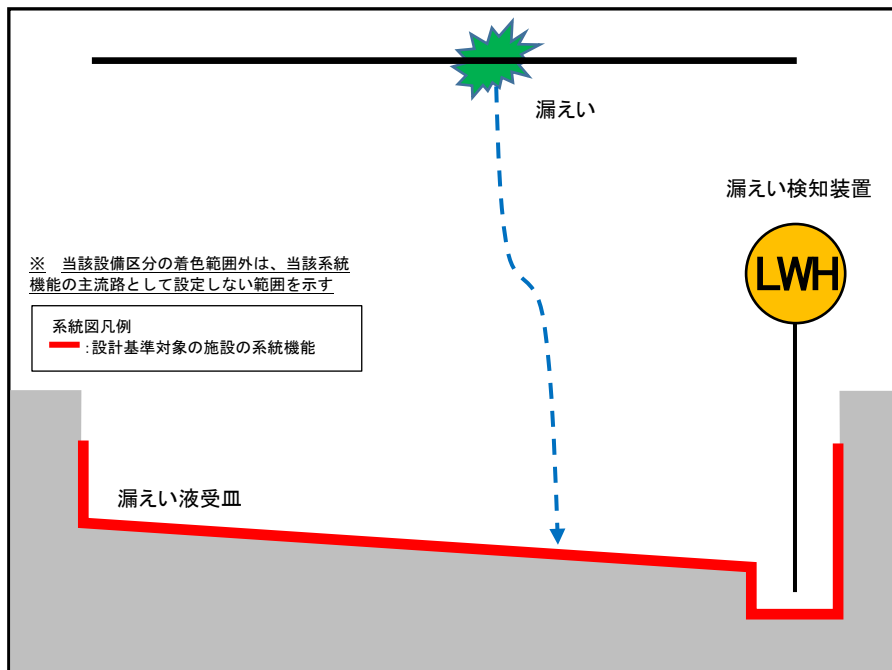 漏えい
漏えい検知装置
LWH
※　当該設備区分の着色範囲外は、当該系統
機能の主流路として設定しない範囲を示す
系統図凡例
：設計基準対象の施設の系統機能
漏えい液受皿